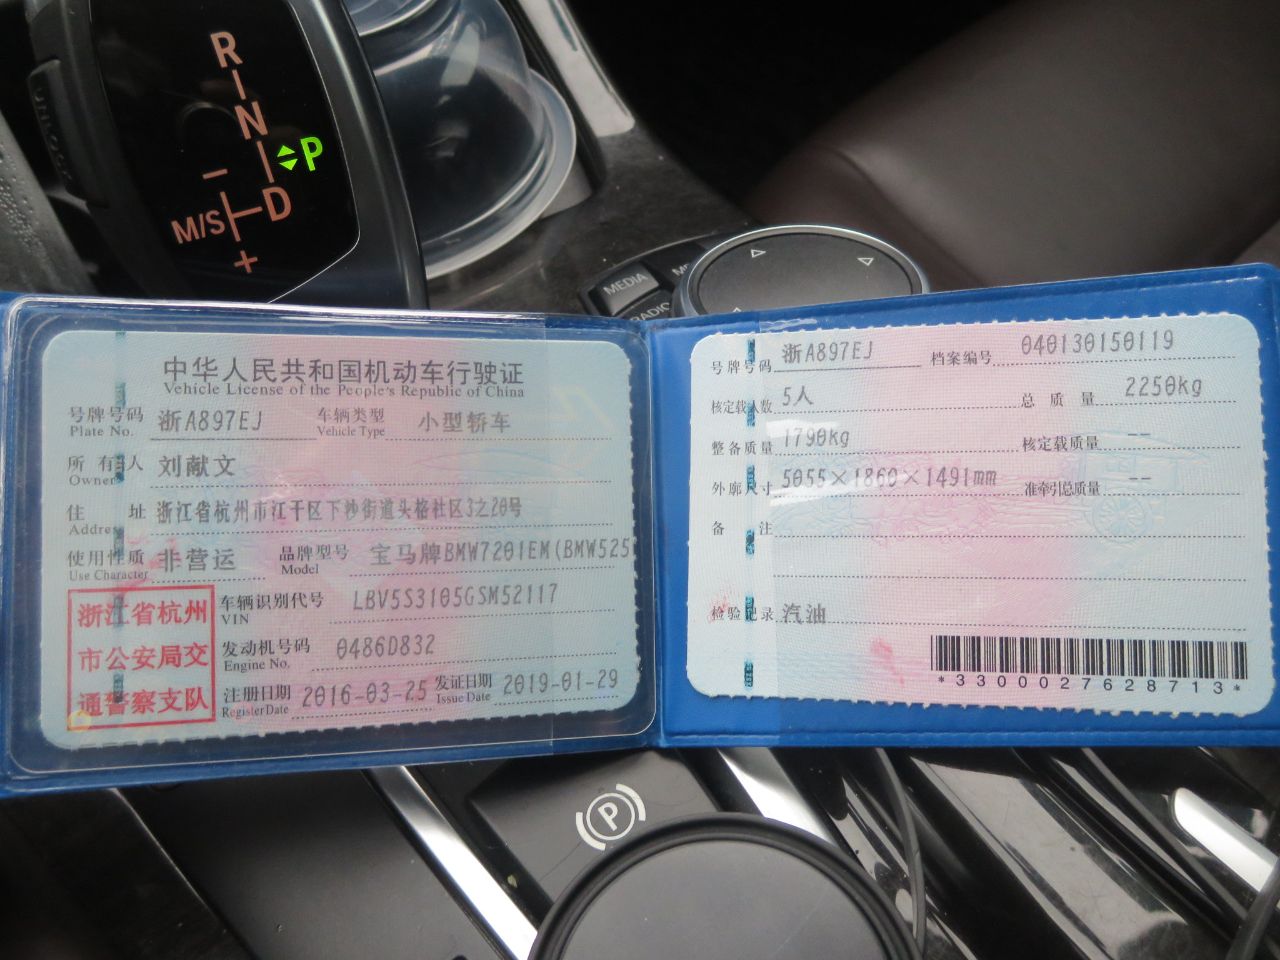 R
N
P
D
M/S
−
+
UNLOCK
MEDIA
RADIO
中华人民共和国机动车行驶证
Vehicle License of the People's Republic of China
号牌号码 浙A897EJ 车辆类型 小型轿车
Plate No. Vehicle Type
所有人 刘献文
Owner
住址 浙江省杭州市江干区下沙街道头格社区3之20号
Address
使用性质 非营运 品牌型号 宝马牌BMW7201EM(BMW525
Use Character Model
浙江省杭州
市公安局交
通警察支队
车辆识别代号 LBV5S3105GSM52117
VIN
发动机号码 0486D832
Engine No.
注册日期 2016-03-25 发证日期 2019-01-29
Register Date Issue Date
号牌号码 浙A897EJ 档案编号 040130150119
核定载人数 5人 总质量 2250kg
整备质量 1790kg 核定载质量 --
外廓尺寸 5055×1860×1491mm 准牵引总质量 --
备注
检验记录 汽油
*3300027628713*
P